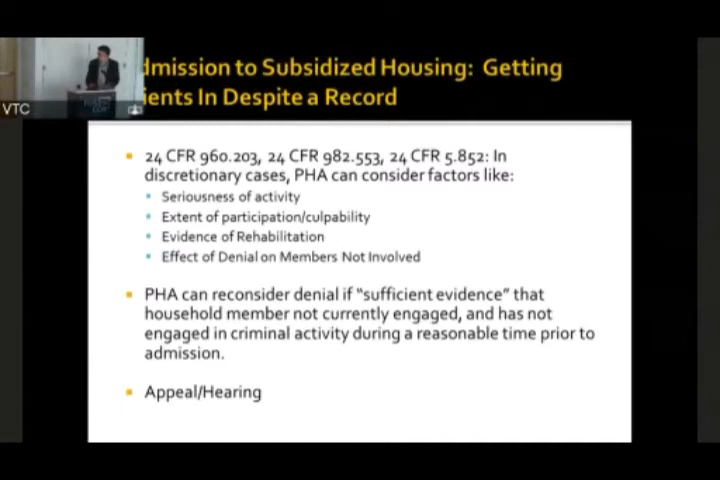 dmission to Subsidized Housing: Getting
ients In Despite a Record
VTC
24 CFR 960.203, 24 CFR 982.553, 24 CFR 5.852: In
discretionary cases, PHA can consider factors like:
Seriousness of activity
Extent of participation/culpability
Evidence of Rehabilitation
Effect of Denial on Members Not Involved
PHA can reconsider denial if “sufficient evidence” that
household member not currently engaged, and has not
engaged in criminal activity during a reasonable time prior to
admission.
Appeal/Hearing